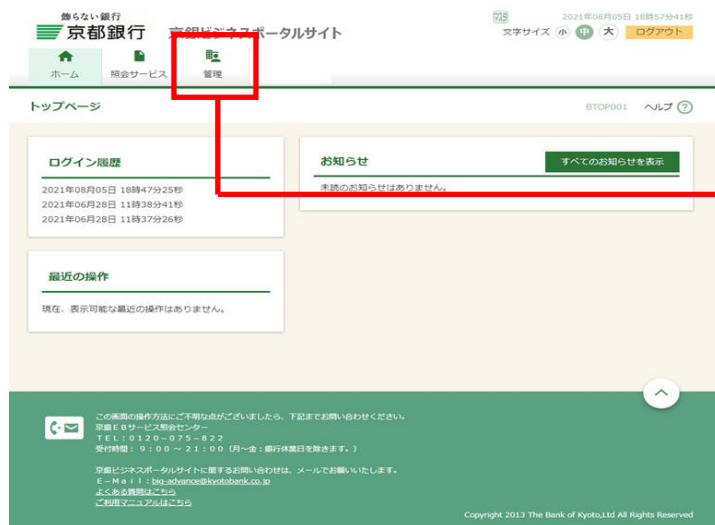 飾らない銀行
京都銀行 京銀ビジネスポータルサイト
2021年08月05日 18時57分41秒
文字サイズ 小 中 大 ログアウト
ホーム 照会サービス 管理
トップページ
BTOP001 ヘルプ ?
ログイン履歴
2021年08月05日 18時47分25秒
2021年06月28日 11時38分41秒
2021年06月28日 11時37分26秒
お知らせ すべてのお知らせを表示
未読のお知らせはありません。
最近の操作
現在、表示可能な最近の操作はありません。
この画面の操作方法にご不明な点がございましたら、下記までお問い合わせください。
京銀EBサービス照会センター
TEL:0120-075-822
受付時間:9:00~21:00(月~金:銀行休業日を除きます。)
京銀ビジネスポータルサイトに関するお問い合わせは、メールでお願いいたします。
E-Mail:big-advance@kyotobank.co.jp
よくある質問はこちら
ご利用マニュアルはこちら
Copyright 2013 The Bank of Kyoto,Ltd All Rights Reserved